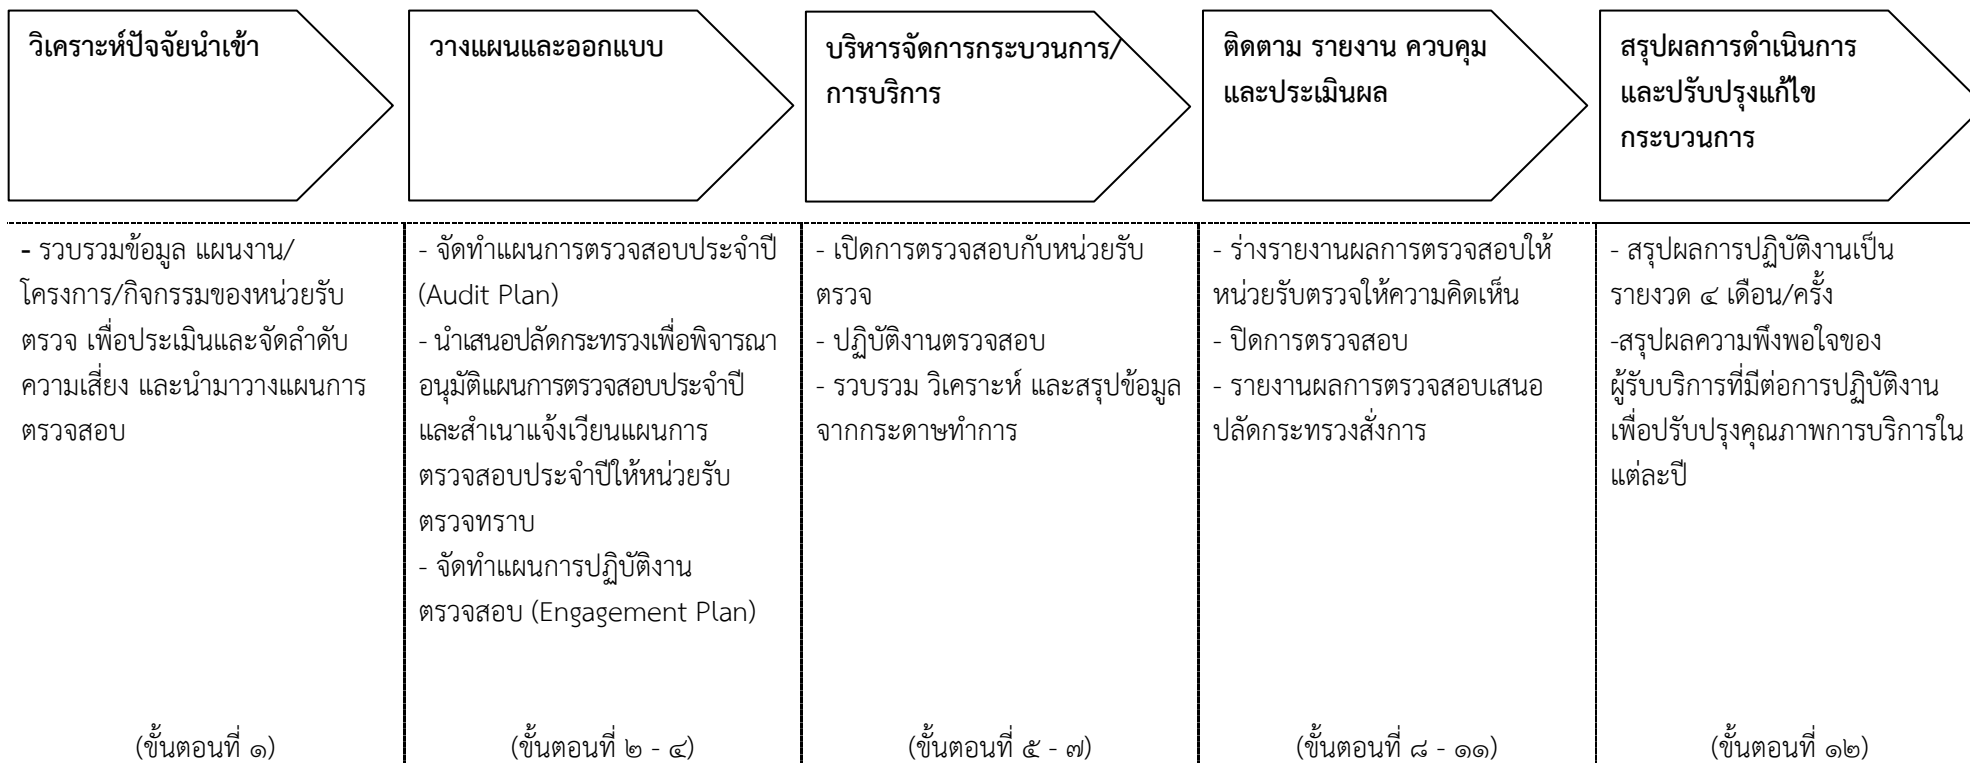 วิเคราะห์ปัจจัยนำเข้า
วางแผนและออกแบบ
บริหารจัดการกระบวนการ/
การบริการ
ติดตาม รายงาน ควบคุม
และประเมินผล
สรุปผลการดำเนินการ
และปรับปรุงแก้ไข
กระบวนการ
- รวบรวมข้อมูล แผนงาน/
โครงการ/กิจกรรมของหน่วยรับ
ตรวจ เพื่อประเมินและจัดลำดับ
ความเสี่ยง และนำมาวางแผนการ
ตรวจสอบ
(ขั้นตอนที่ ๑)
- จัดทำแผนการตรวจสอบประจำปี
(Audit Plan)
- นำเสนอปลัดกระทรวงเพื่อพิจารณา
อนุมัติแผนการตรวจสอบประจำปี
และสำเนาแจ้งเวียนแผนการ
ตรวจสอบประจำปีให้หน่วยรับ
ตรวจทราบ
- จัดทำแผนการปฏิบัติงาน
ตรวจสอบ (Engagement Plan)
(ขั้นตอนที่ ๒ - ๔)
- เปิดการตรวจสอบกับหน่วยรับ
ตรวจ
- ปฏิบัติงานตรวจสอบ
- รวบรวม วิเคราะห์ และสรุปข้อมูล
จากกระดาษทำการ
(ขั้นตอนที่ ๕ - ๗)
- ร่างรายงานผลการตรวจสอบให้
หน่วยรับตรวจให้ความคิดเห็น
- ปิดการตรวจสอบ
- รายงานผลการตรวจสอบเสนอ
ปลัดกระทรวงสั่งการ
(ขั้นตอนที่ ๘ - ๑๑)
- สรุปผลการปฏิบัติงานเป็น
รายงวด ๔ เดือน/ครั้ง
-สรุปผลความพึงพอใจของ
ผู้รับบริการที่มีต่อการปฏิบัติงาน
เพื่อปรับปรุงคุณภาพการบริการใน
แต่ละปี
(ขั้นตอนที่ ๑๒)